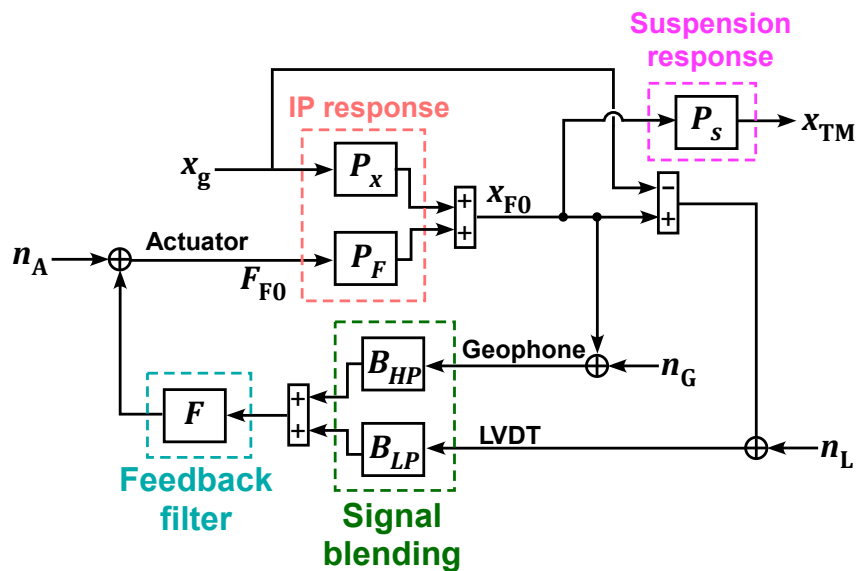 Suspension
response
IP response
x_g
P_x
P_s
x_TM
−
+
+
+
x_F0
n_A
Actuator
F_F0
P_F
Geophone
n_G
B_HP
F
+
+
LVDT
B_LP
n_L
Feedback
filter
Signal
blending